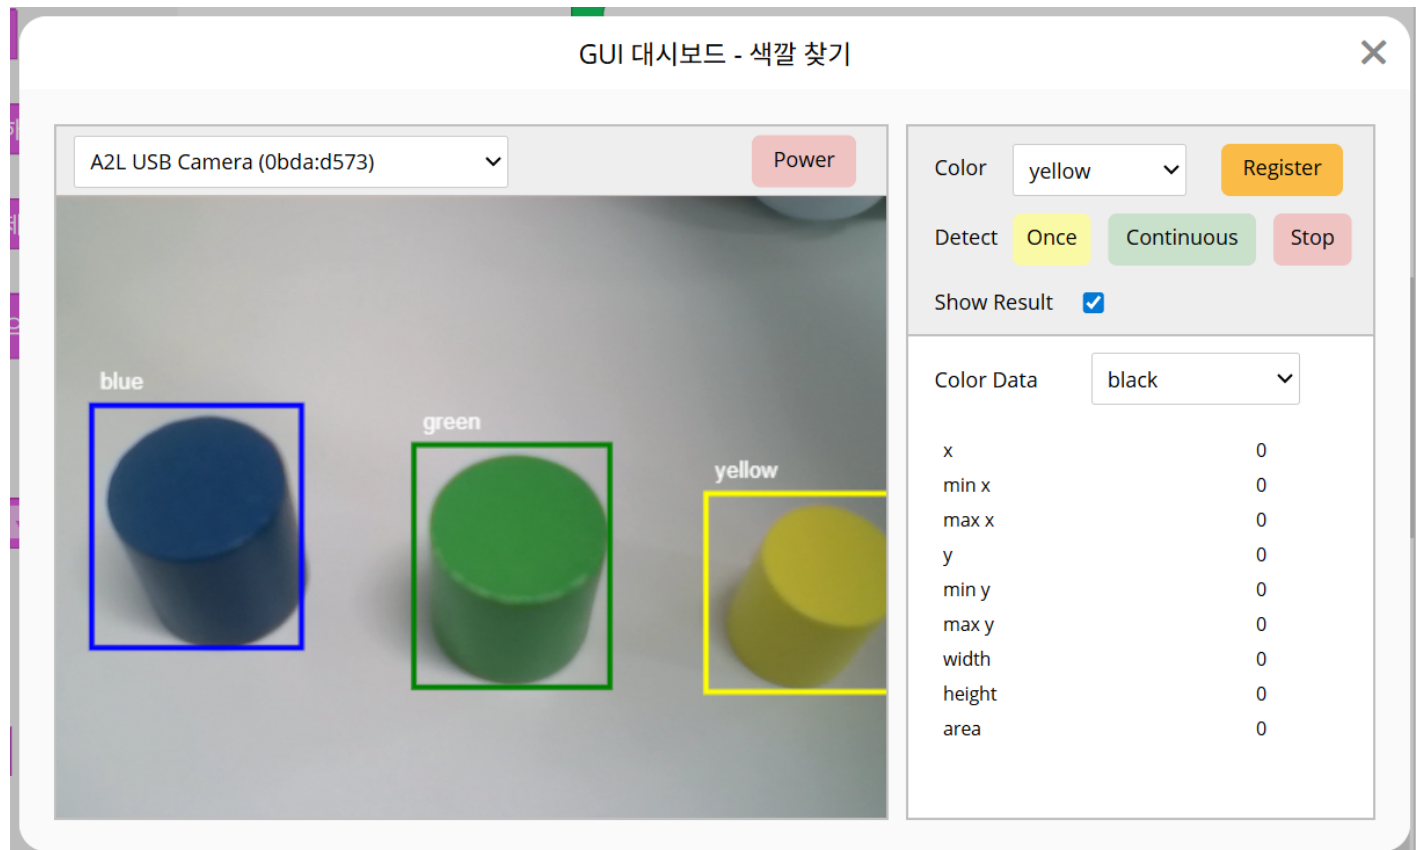 GUI 대시보드 - 색깔 찾기
A2L USB Camera (0bda:d573)
Power
blue
green
yellow
Color
yellow
Register
Detect
Once
Continuous
Stop
Show Result
Color Data
black
x 0
min x 0
max x 0
y 0
min y 0
max y 0
width 0
height 0
area 0